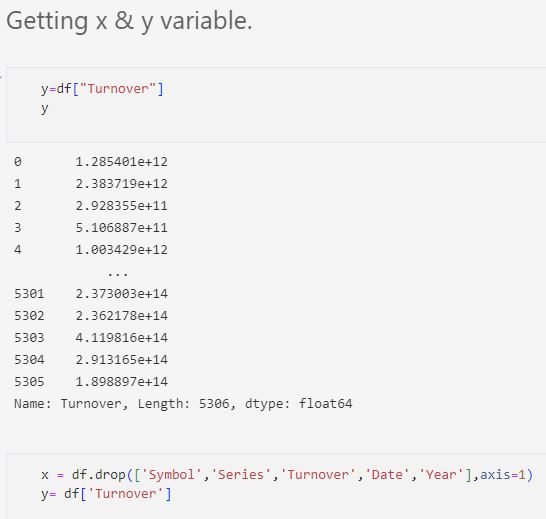 Getting x & y variable.
y=df["Turnover"]
y
0 1.285401e+12
1 2.383719e+12
2 2.928355e+11
3 5.106887e+11
4 1.003429e+12
...
5301 2.373003e+14
5302 2.362178e+14
5303 4.119816e+14
5304 2.913165e+14
5305 1.898897e+14
Name: Turnover, Length: 5306, dtype: float64
x = df.drop(['Symbol','Series','Turnover','Date','Year'],axis=1)
y= df['Turnover']